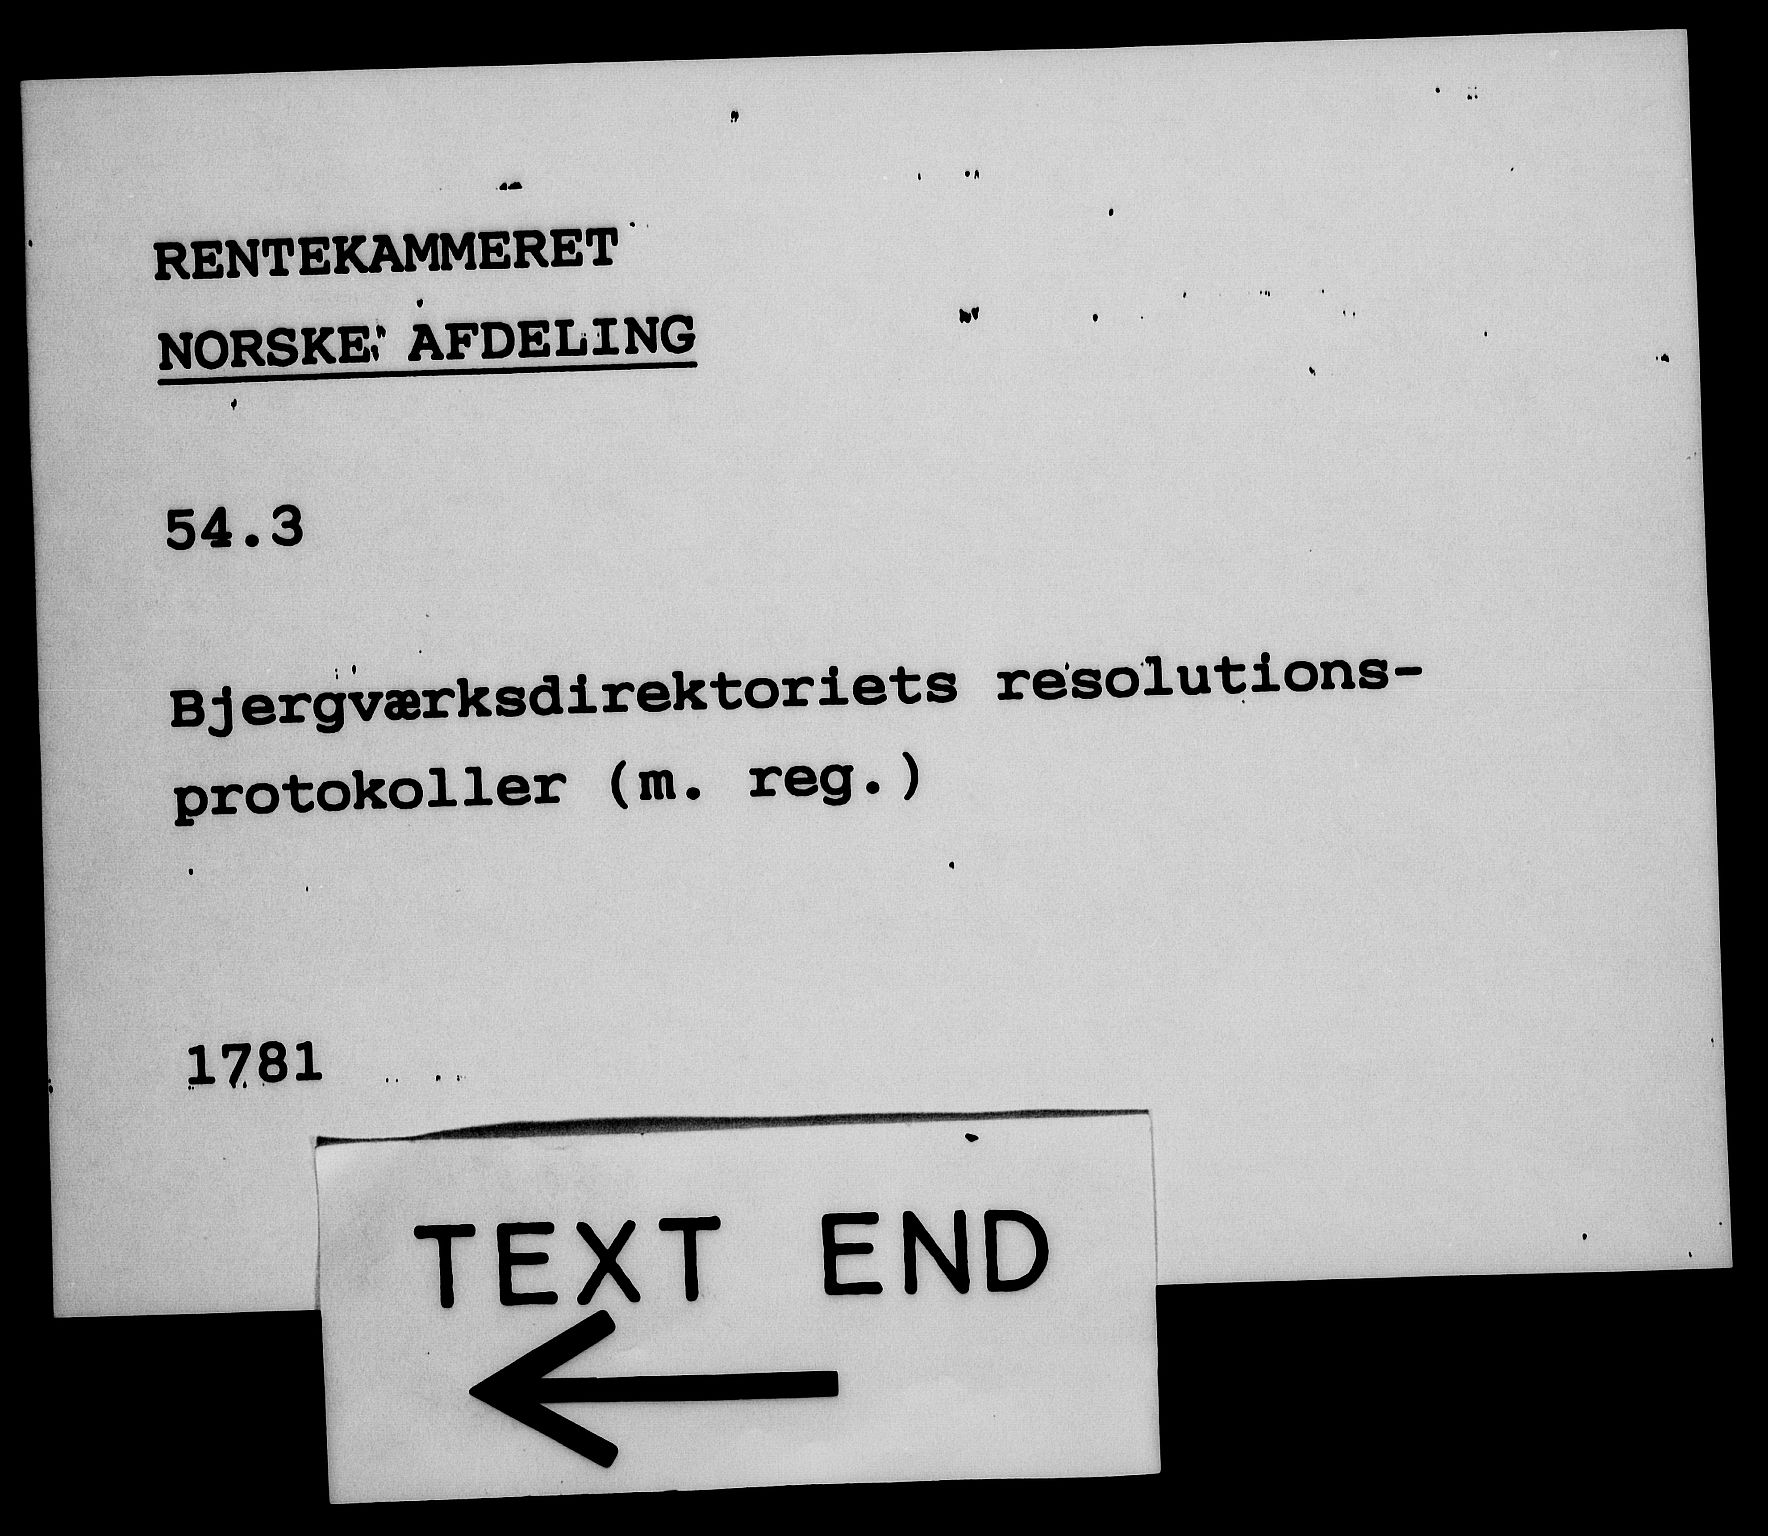 RENTEKAMMERET
NORSKE AFDELING
54.3
Bjergværksdirektoriets resolutions-
protokoller (m. reg.)
1781
TEXT END